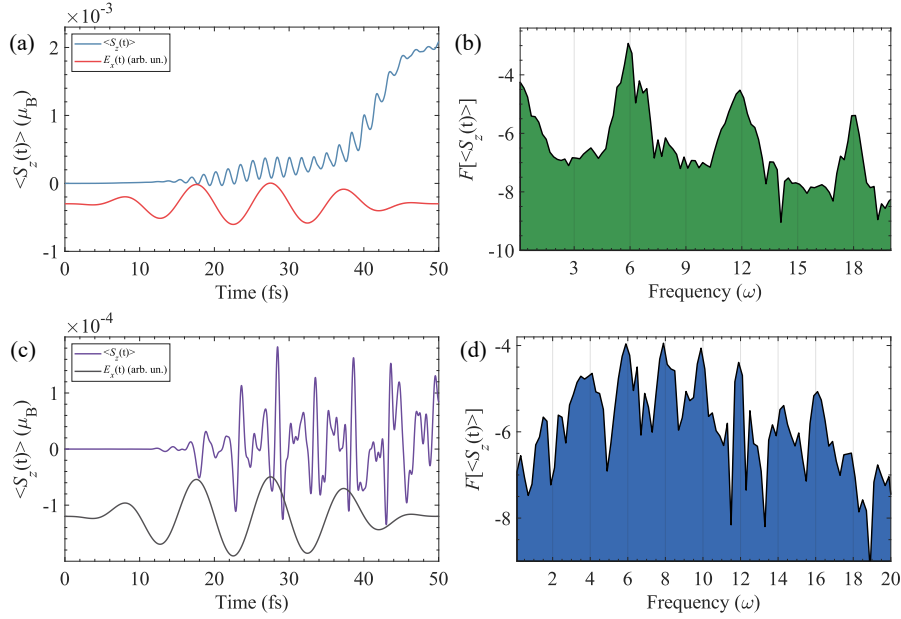 (a)
×10⁻³
<S_z(t)>
E_x(t) (arb. un.)
<S_z(t)> (μ_B)
2
1
0
-1
0 10 20 30 40 50
Time (fs)
(b)
F[<S_z(t)>]
-4
-6
-8
-10
3 6 9 12 15 18
Frequency (ω)
(c)
×10⁻⁴
<S_z(t)>
E_x(t) (arb. un.)
<S_z(t)> (μ_B)
1
0
-1
0 10 20 30 40 50
Time (fs)
(d)
F[<S_z(t)>]
-4
-6
-8
2 4 6 8 10 12 14 16 18 20
Frequency (ω)